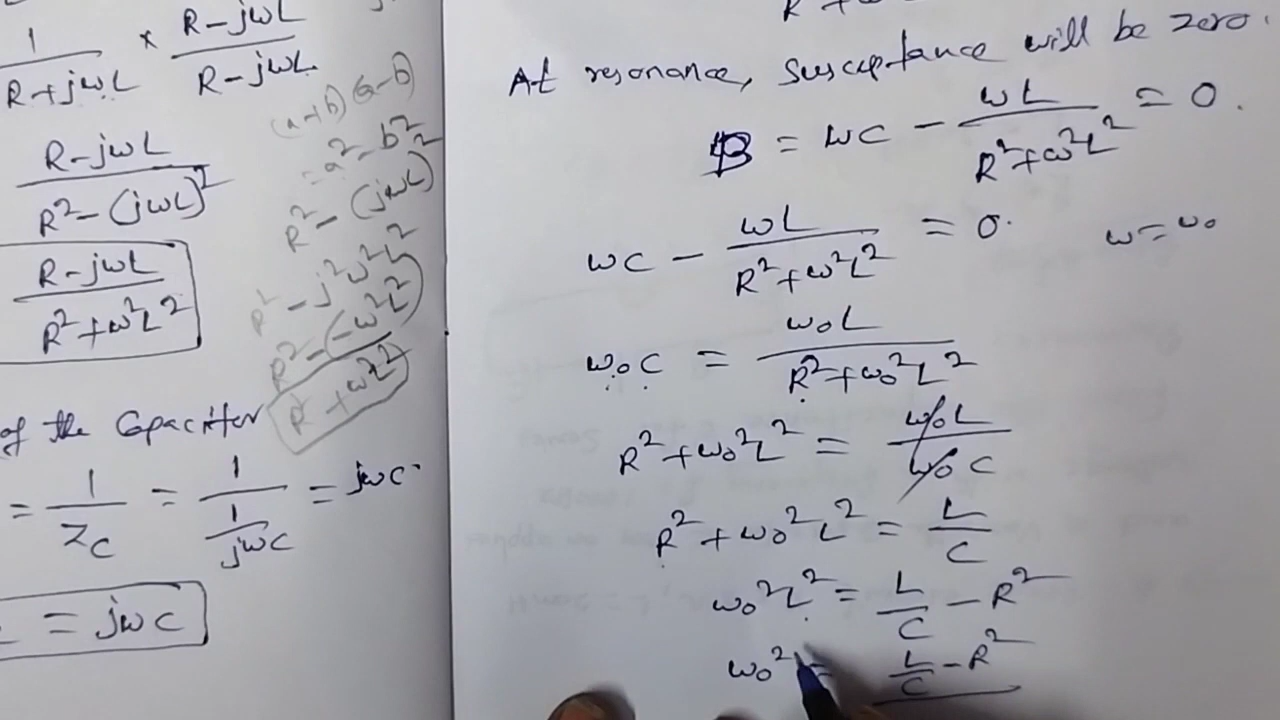 1/(R+jωL) × (R-jωL)/(R-jωL)
(R-jωL)/(R²-(jωL)²)
(R-jωL)/(R²+ω²L²)
(a+b)(a-b)
= a²-b²
R²-(jωL)²
R²-j²ω²L²
R²-(-ω²L²)
R²+ω²L²
of the Capacitor
= 1/Z_C = 1/(1/jωC) = jωC.
= jωC
At resonance, Susceptance will be zero.
B = ωC - ωL/(R²+ω²L²) = 0.
ωC - ωL/(R²+ω²L²) = 0. ω=ω₀
ω₀C = ω₀L/(R²+ω₀²L²)
R²+ω₀²L² = ω₀L/ω₀C
R²+ω₀²L² = L/C
ω₀²L² = L/C - R²
ω₀² = L/C - R²